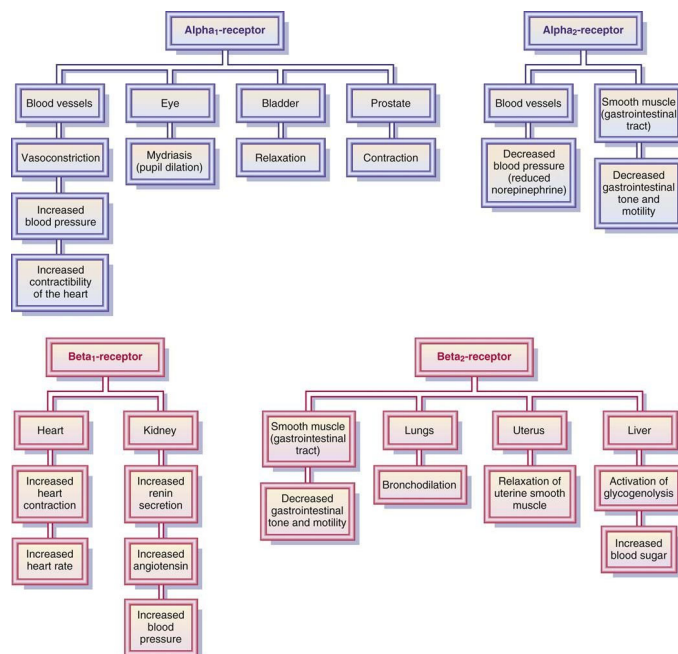 Alpha₁-receptor
Blood vessels
Eye
Bladder
Prostate
Vasoconstriction
Mydriasis
(pupil dilation)
Relaxation
Contraction
Increased
blood pressure
Increased
contractibility
of the heart
Alpha₂-receptor
Blood vessels
Smooth muscle
(gastrointestinal
tract)
Decreased
blood pressure
(reduced
norepinephrine)
Decreased
gastrointestinal
tone and
motility
Beta₁-receptor
Heart
Kidney
Increased
heart
contraction
Increased
renin
secretion
Increased
heart rate
Increased
angiotensin
Increased
blood
pressure
Beta₂-receptor
Smooth muscle
(gastrointestinal
tract)
Lungs
Uterus
Liver
Decreased
gastrointestinal
tone and motility
Bronchodilation
Relaxation of
uterine smooth
muscle
Activation of
glycogenolysis
Increased
blood sugar